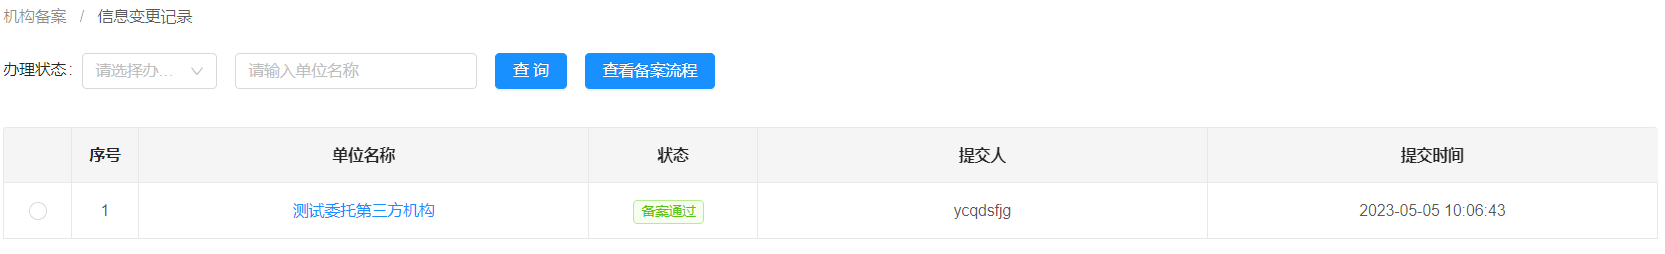 机构备案 / 信息变更记录
办理状态: 请选择办... 请输入单位名称 查 询 查看备案流程
序号 单位名称 状态 提交人 提交时间
1 测试委托第三方机构 备案通过 ycqdsfjg 2023-05-05 10:06:43